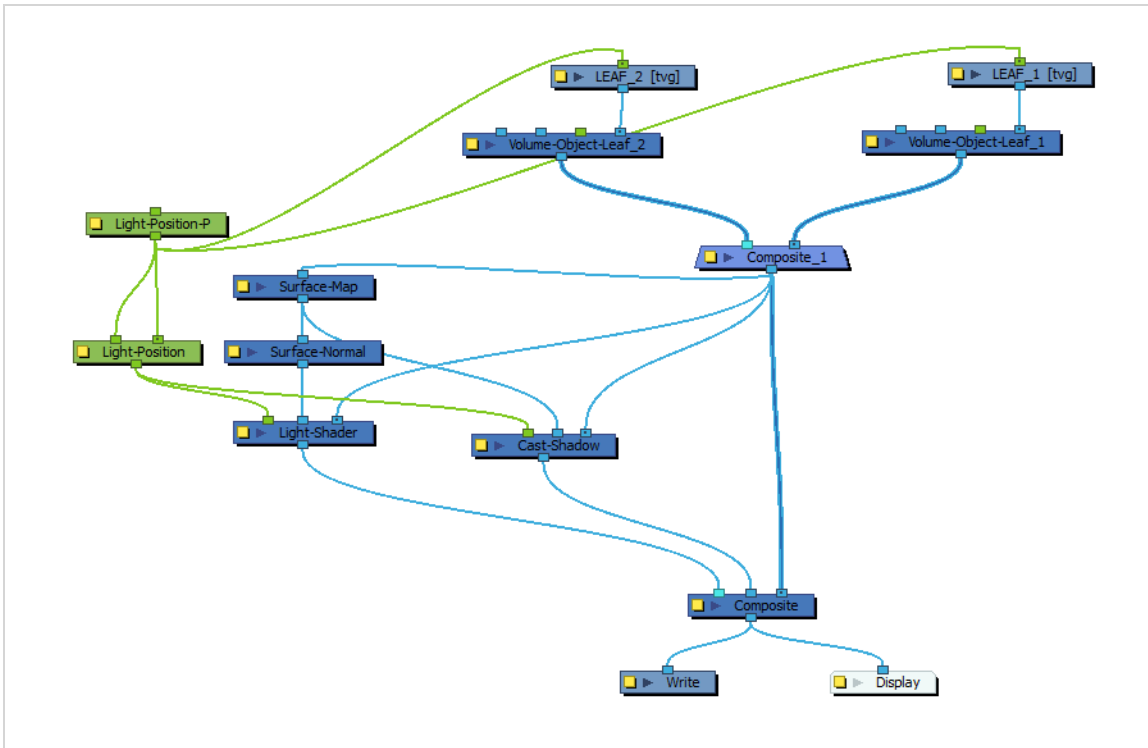 LEAF_2 [tvg]
LEAF_1 [tvg]
Volume-Object-Leaf_2
Volume-Object-Leaf_1
Light-Position-P
Composite_1
Surface-Map
Light-Position
Surface-Normal
Light-Shader
Cast-Shadow
Composite
Write
Display